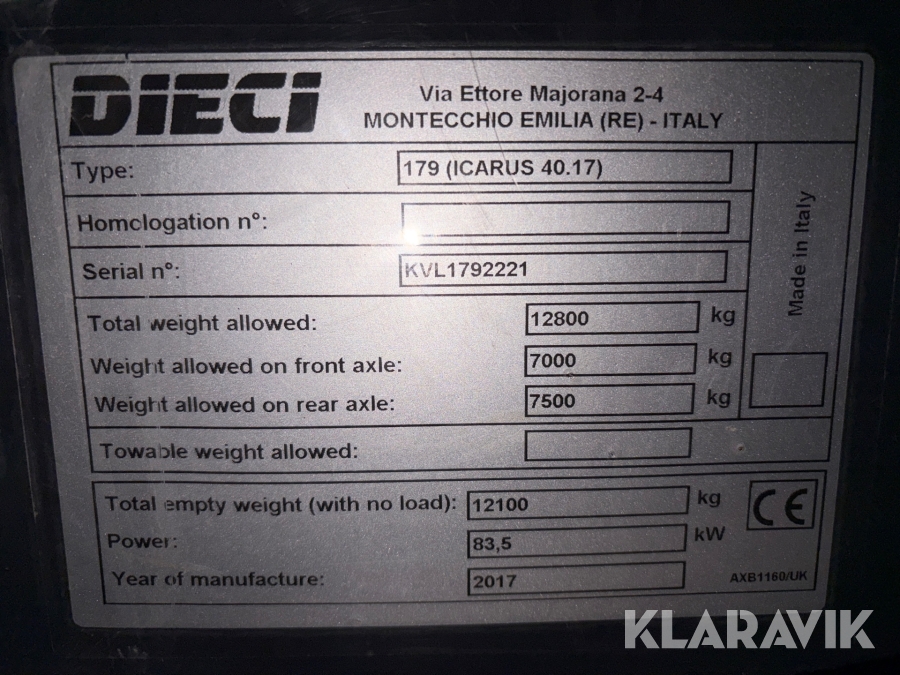 DIECI
Via Ettore Majorana 2-4
MONTECCHIO EMILIA (RE) - ITALY
Type: 179 (ICARUS 40.17)
Homologation n°:
Serial n°: KVL1792221
Made in Italy
Total weight allowed: 12800 kg
Weight allowed on front axle: 7000 kg
Weight allowed on rear axle: 7500 kg
Towable weight allowed:
Total empty weight (with no load): 12100 kg
CE
Power: 83,5 kW
Year of manufacture: 2017
AXB1160/UK
KLARAVIK